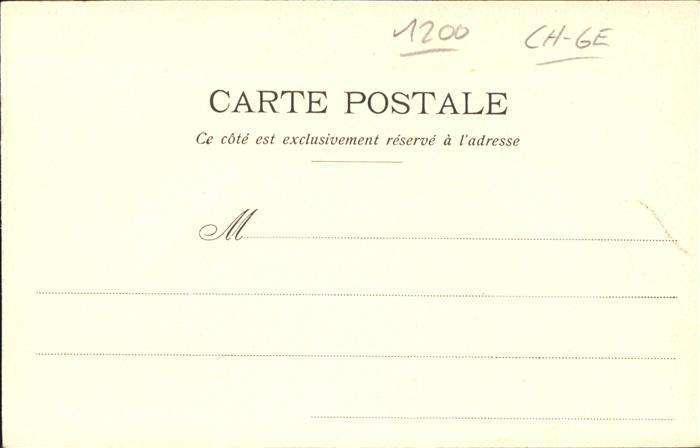 1200 CH-GE
CARTE POSTALE
Ce côté est exclusivement réservé à l'adresse
M